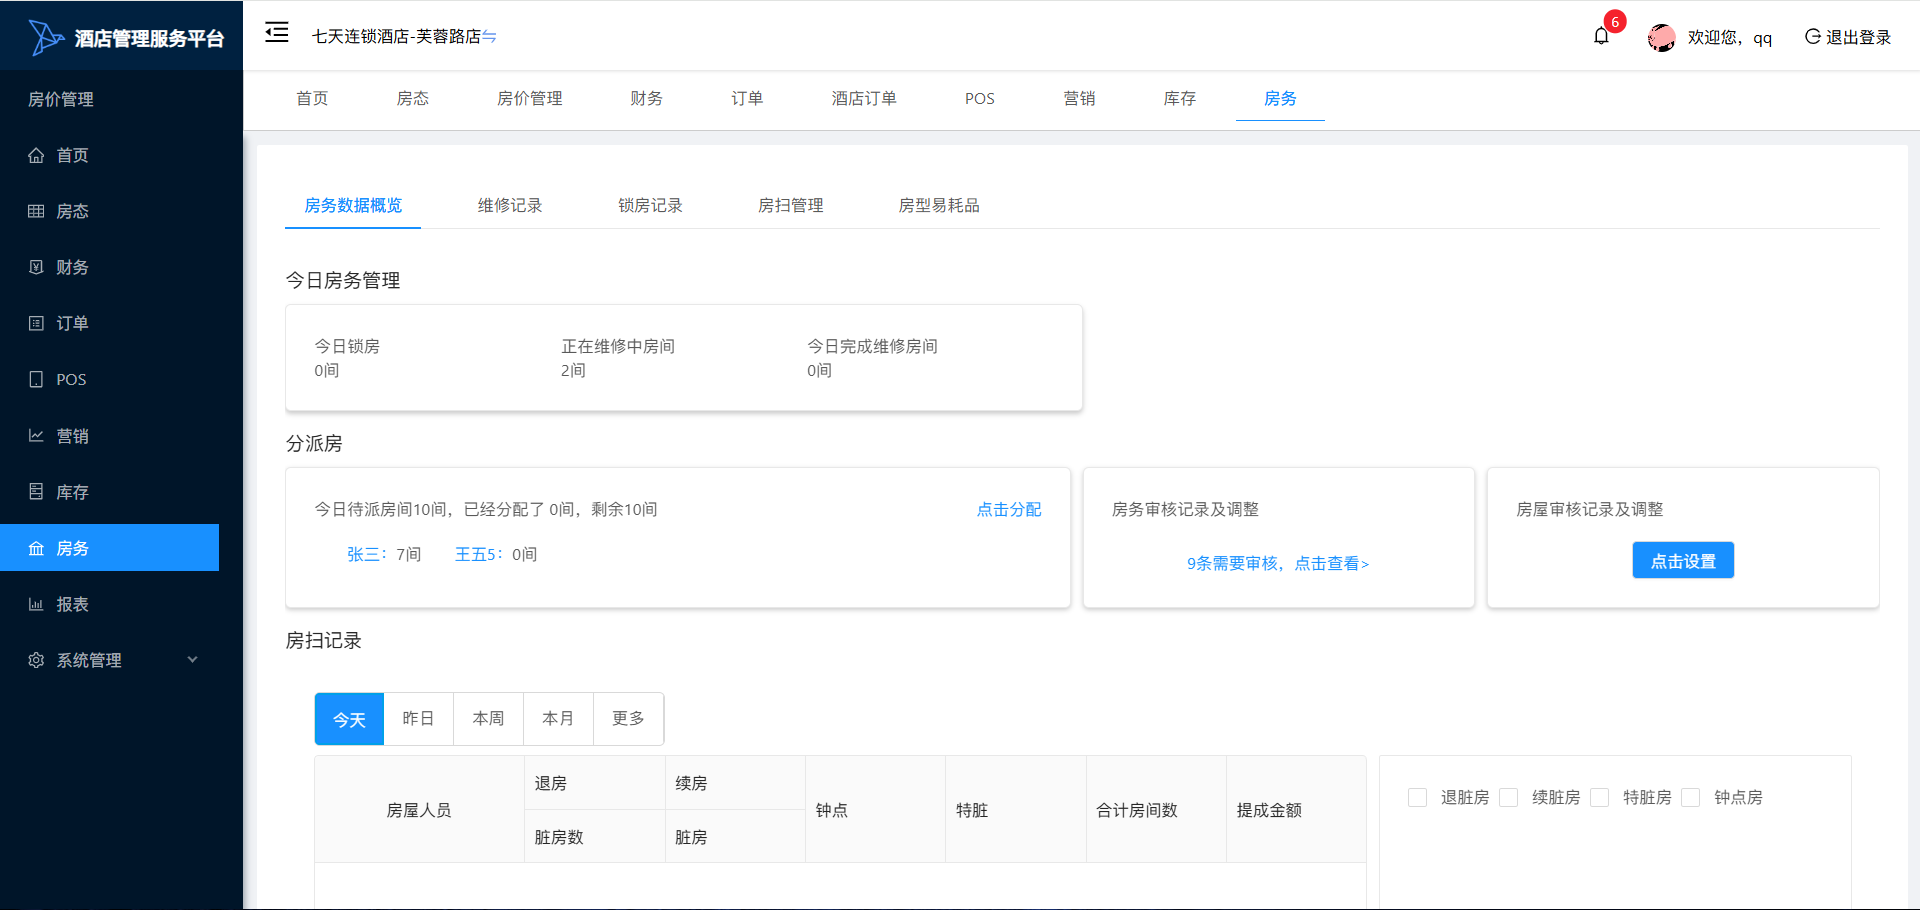 酒店管理服务平台
七天连锁酒店-芙蓉路店
6
欢迎您，qq
退出登录
房价管理
首页
房态
财务
订单
POS
营销
库存
房务
报表
系统管理
首页 房态 房价管理 财务 订单 酒店订单 POS 营销 库存 房务
房务数据概览 维修记录 锁房记录 房扫管理 房型易耗品
今日房务管理
今日锁房 正在维修中房间 今日完成维修房间
0间 2间 0间
分派房
今日待派房间10间，已经分配了 0间，剩余10间 点击分配
张三：7间 王五5：0间
房务审核记录及调整
9条需要审核，点击查看>
房屋审核记录及调整
点击设置
房扫记录
今天 昨日 本周 本月 更多
房屋人员 退房 续房 钟点 特脏 合计房间数 提成金额
脏房数 脏房
退脏房 续脏房 特脏房 钟点房